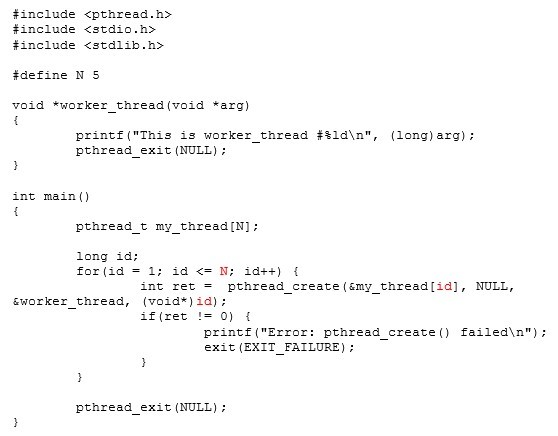 #include <pthread.h>
#include <stdio.h>
#include <stdlib.h>
#define N 5
void *worker_thread(void *arg)
{
printf("This is worker_thread #%ld\n", (long)arg);
pthread_exit(NULL);
}
int main()
{
pthread_t my_thread[N];
long id;
for(id = 1; id <= N; id++) {
int ret =  pthread_create(&my_thread[id], NULL,
&worker_thread, (void*)id);
if(ret != 0) {
printf("Error: pthread_create() failed\n");
exit(EXIT_FAILURE);
}
}
pthread_exit(NULL);
}